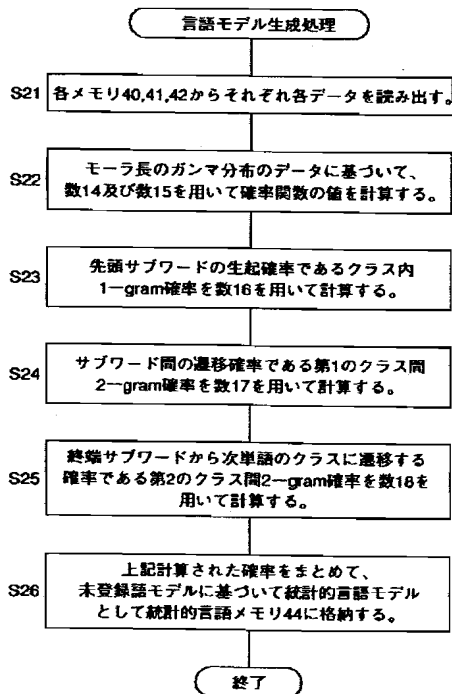 言語モデル生成処理
S21
各メモリ40,41,42からそれぞれ各データを読み出す。
S22
モーラ長のガンマ分布のデータに基づいて、
数14及び数15を用いて確率関数の値を計算する。
S23
先頭サブワードの生起確率であるクラス内
1−gram確率を数16を用いて計算する。
S24
サブワード間の遷移確率である第1のクラス間
2−gram確率を数17を用いて計算する。
S25
終端サブワードから次単語のクラスに遷移する
確率である第2のクラス間2−gram確率を数18を
用いて計算する。
S26
上記計算された確率をまとめて、
未登録語モデルに基づいて統計的言語モデル
として統計的言語メモリ44に格納する。
終了